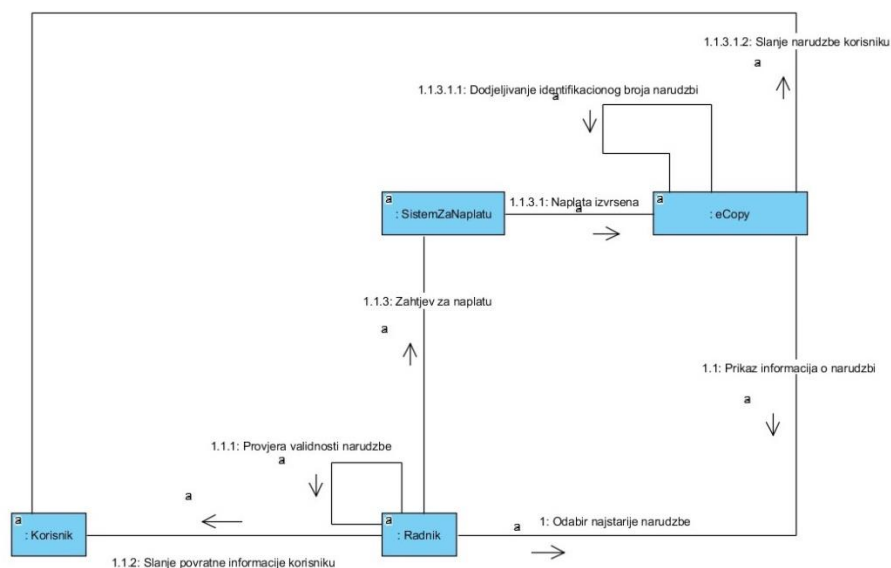 1.1.3.1.2: Slanje narudzbe korisniku
a
1.1.3.1.1: Dodjeljivanje identifikacionog broja narudzbi
a
a
: SistemZaNaplatu
1.1.3.1: Naplata izvrsena
a
a
: eCopy
1.1.3: Zahtjev za naplatu
a
1.1: Prikaz informacija o narudzbi
a
1.1.1: Provjera validnosti narudzbe
a
a
a
: Korisnik
a
: Radnik
1: Odabir najstarije narudzbe
a
1.1.2: Slanje povratne informacije korisniku